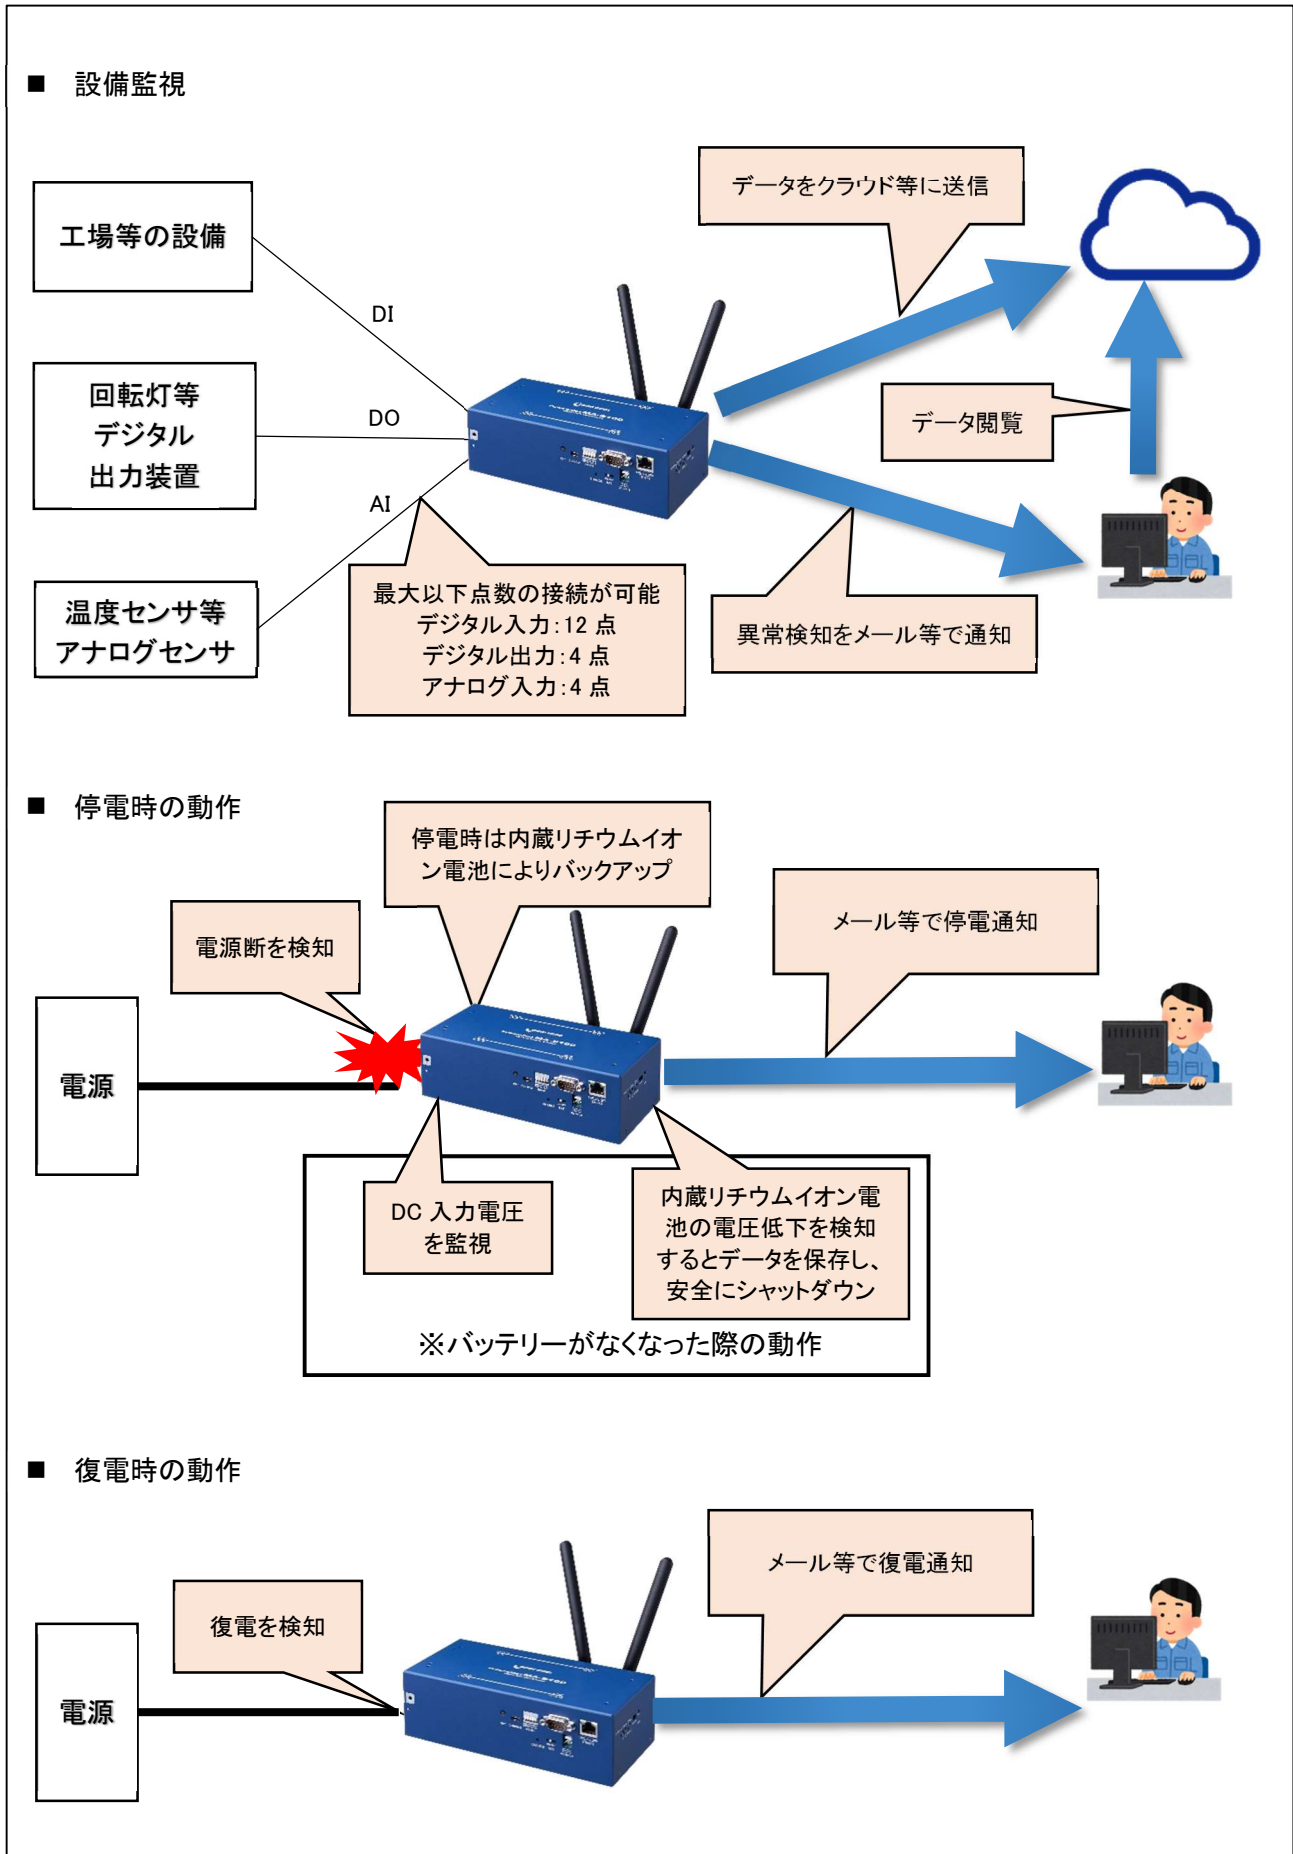 ■ 設備監視
データをクラウド等に送信
工場等の設備
DI
回転灯等
デジタル
出力装置
DO
データ閲覧
AI
温度センサ等
アナログセンサ
最大以下点数の接続が可能
デジタル入力:12 点
デジタル出力:4 点
アナログ入力:4 点
異常検知をメール等で通知
■ 停電時の動作
停電時は内蔵リチウムイオ
ン電池によりバックアップ
メール等で停電通知
電源断を検知
電源
DC 入力電圧
を監視
内蔵リチウムイオン電
池の電圧低下を検知
するとデータを保存し、
安全にシャットダウン
※バッテリーがなくなった際の動作
■ 復電時の動作
メール等で復電通知
復電を検知
電源